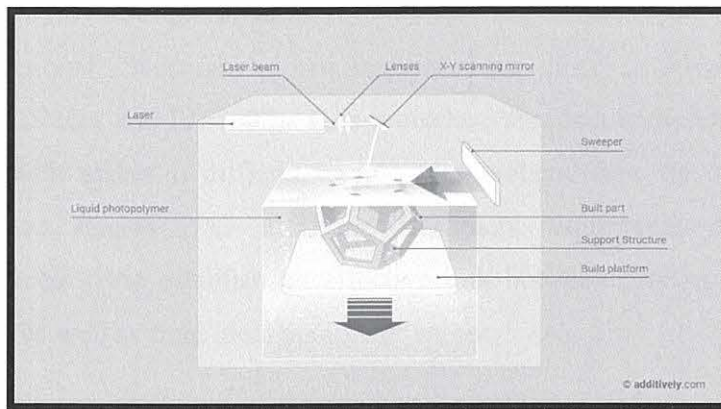 Laser beam
Lenses
X-Y scanning mirror
Laser
Sweeper
Liquid photopolymer
Built part
Support Structure
Build platform
© additively.com